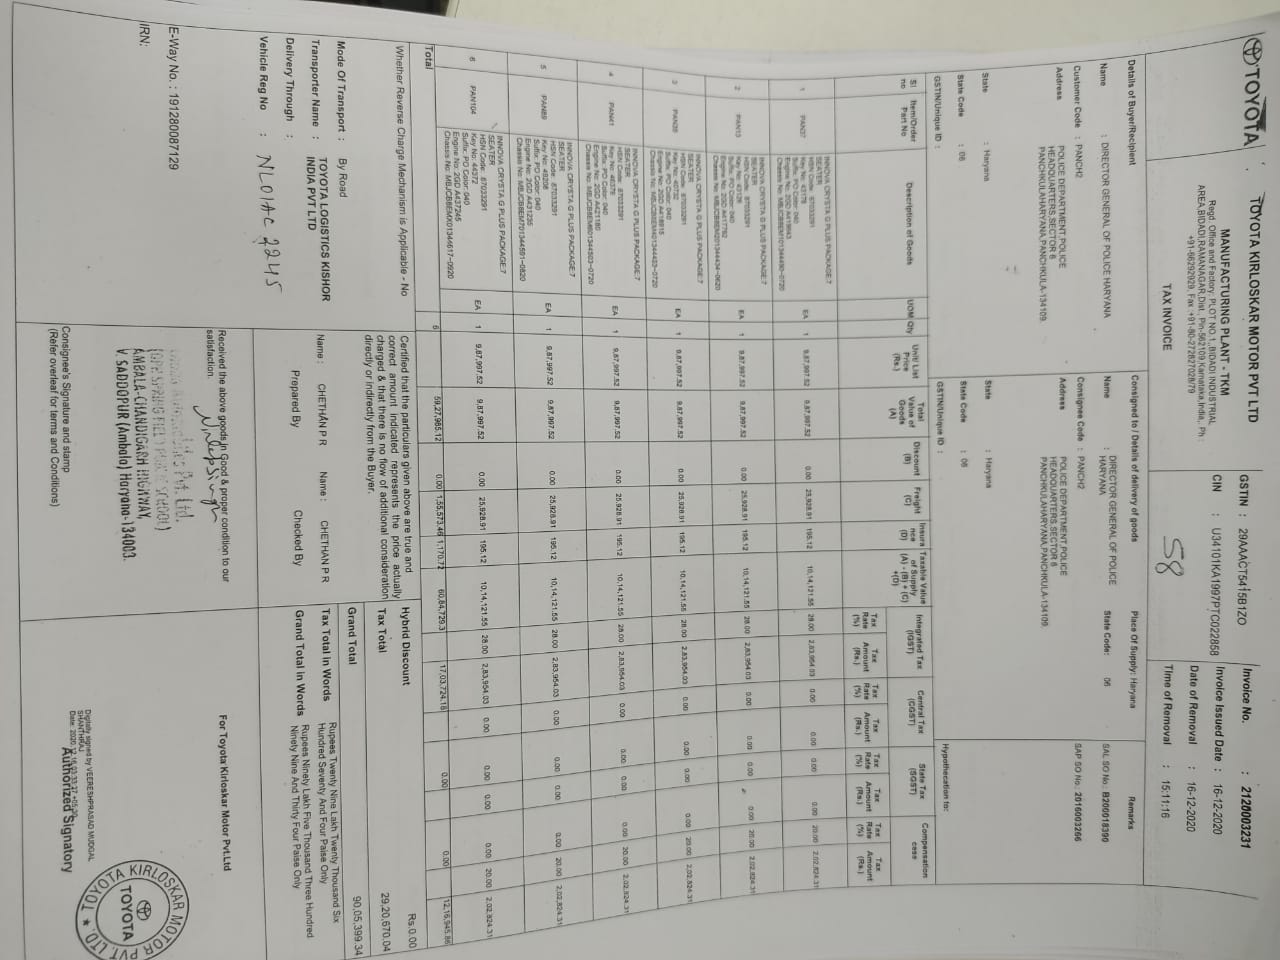 TOYOTA
TOYOTA KIRLOSKAR MOTOR PVT LTD
MANUFACTURING PLANT - TKM
Regd. Office and Factory: PLOT NO.1,,BIDADI INDUSTRIAL
AREA,BIDADI,RAMANAGAR,Dist., Pin-562109,Karnataka,India,. Ph :
+91-66292929, Fax :+91-80-272827028/79
TAX INVOICE
GSTIN : 29AAACT5415B1ZO
CIN : U34101KA1997PTC022858
58
Invoice No. : 2120003231
Invoice Issued Date : 16-12-2020
Date of Removal : 16-12-2020
Time of Removal : 15:11:16
Details of Buyer/Recipient
Name : DIRECTOR GENERAL OF POLICE HARYANA
Customer Code : PANCH2
Address
POLICE DEPARTMENT,POLICE
HEADQUARTERS,SECTOR 6
PANCHKULAHARYANA,PANCHKULA-134109.
State : Haryana
State Code : 06
GSTIN/Unique ID :
Consigned to / Details of delivery of goods
Place Of Supply: Haryana
Name : DIRECTOR GENERAL OF POLICE
HARYANA
State Code: 06
Consignee Code : PANCH2
Address
POLICE DEPARTMENT,POLICE
HEADQUARTERS,SECTOR 6
PANCHKULAHARYANA,PANCHKULA-134109.
State : Haryana
State Code : 06
GSTIN/Unique ID :
Remarks
SAL SO No.: B200018390
SAP SO No.: 2016003266
Hypothecation to:
Sl no Item/Order Part No Description of Goods UOM Qty Unit/ List Price (Rs.) Total Value of Goods (A) Discount (B) Freight (C) Insura nce (D) Taxable Value of Supply (A) - (B) + (C) +(D) Integrated Tax (IGST) Central Tax (CGST) State Tax (SGST) Compensation cess
Tax Rate (%) Tax Amount (Rs.) Tax Rate (%) Tax Amount (Rs.) Tax Rate (%) Tax Amount (Rs.) Tax Rate (%) Tax Amount (Rs.)
INNOVA CRYSTA G PLUS PACKAGE:7
SEATER
HSN Code: 87033291
Key No: 43178
Suffix: PO Color: 040
Engine No: 2GD A419843
1 PAN37 EA 1 9,87,997.52 9,87,997.52 0.00 25,928.91 195.12 10,14,121.55 28.00 2,83,954.03 0.00 0.00 0.00 0.00 20.00 2,02,824.31
Chassis No: MBJCB8EM101344490-0720
INNOVA CRYSTA G PLUS PACKAGE:7
SEATER
HSN Code: 87033291
Key No: 43126
Suffix: PO Color: 040
Engine No: 2GD A417762
2 PAN13 EA 1 9,87,997.52 9,87,997.52 0.00 25,928.91 195.12 10,14,121.55 28.00 2,83,954.03 0.00 0.00 0.00 0.00 20.00 2,02,824.31
Chassis No: MBJCB8EM201344434-0620
INNOVA CRYSTA G PLUS PACKAGE:7
SEATER
HSN Code: 87033291
Key No: 40732
Suffix: PO Color: 040
Engine No: 2GD A418915
3 EA 1 9,87,997.52 9,87,997.52 0.00 25,928.91 195.12 10,14,121.55 28.00 2,83,954.03 0.00 0.00 0.00 0.00 20.00 2,02,824.31
INNOVA CRYSTA G PLUS PACKAGE:7
SEATER
HSN Code: 87033291
Key No: 46376
Suffix: PO Color: 040
Engine No: 2GD A421180
4 PAN41 EA 1 9,87,997.52 9,87,997.52 0.00 25,928.91 195.12 10,14,121.55 28.00 2,83,954.03 0.00 0.00 0.00 0.00 20.00 2,02,824.31
Chassis No: MBJCB8EM601344503-0720
INNOVA CRYSTA G PLUS PACKAGE:7
SEATER
HSN Code: 87033291
Key No: 49206
Suffix: PO Color: 040
Engine No: 2GD A431235
5 PAN89 EA 1 9,87,997.52 9,87,997.52 0.00 25,928.91 195.12 10,14,121.55 28.00 2,83,954.03 0.00 0.00 0.00 0.00 20.00 2,02,824.31
Chassis No: MBJCB8EM701344591-0820
INNOVA CRYSTA G PLUS PACKAGE:7
SEATER
HSN Code: 87033291
Key No: 44372
Suffix: PO Color: 040
Engine No: 2GD A437245
6 PAN104 EA 1 9,87,997.52 9,87,997.52 0.00 25,928.91 195.12 10,14,121.55 28.00 2,83,954.03 0.00 0.00 0.00 0.00 20.00 2,02,824.31
Chassis No: MBJCB8EMX01344617-0920
Total 6 59,27,985.12 0.00 1,55,573.46 1,170.72 60,84,729.3 17,03,724.18 0.00 0.00 12,16,945.86
Whether Reverse Charge Mechanism is Applicable - No
Mode Of Transport : By Road
Transporter Name : TOYOTA LOGISTICS KISHOR
INDIA PVT LTD
Delivery Through :
Vehicle Reg No : NL01AC 2245
E-Way No. : 191280087129
IRN:
Certified that the particulars given above are true and
correct amount indicated represents the price actually
charged & that there is no flow of additional consideration
directly or indirectly from the Buyer.
Name : CHETHAN P R Name : CHETHAN P R
Prepared By Checked By
Hybrid Discount Rs.0.00
Tax Total 29,20,670.04
Grand Total 90,05,399.34
Tax Total in Words Rupees Twenty Nine Lakh Twenty Thousand Six
Hundred Seventy And Four Paise Only
Grand Total in Words Rupees Ninety Lakh Five Thousand Three Hundred
Ninety Nine And Thirty Four Paise Only
Received the above goods in Good & proper condition to our
satisfaction.
Automobiles Pvt. Ltd.
(OPP. SPRING FIELD PUBLIC SCHOOL)
AMBALA-CHANDIGARH HIGHWAY,
V. SADDOPUR (Ambala) Haryana-134003.
Consignee's Signature and stamp
(Refer overleaf for terms and Conditions)
For Toyota Kirloskar Motor Pvt.Ltd
TOYOTA KIRLOSKAR MOTOR PVT. LTD.
TOYOTA
Digitally signed by VEERESHPRASAD MUDGAL
SHANTHRAJ
Date: 2020.12.16 03:33:27 +05:30
Authorized Signatory